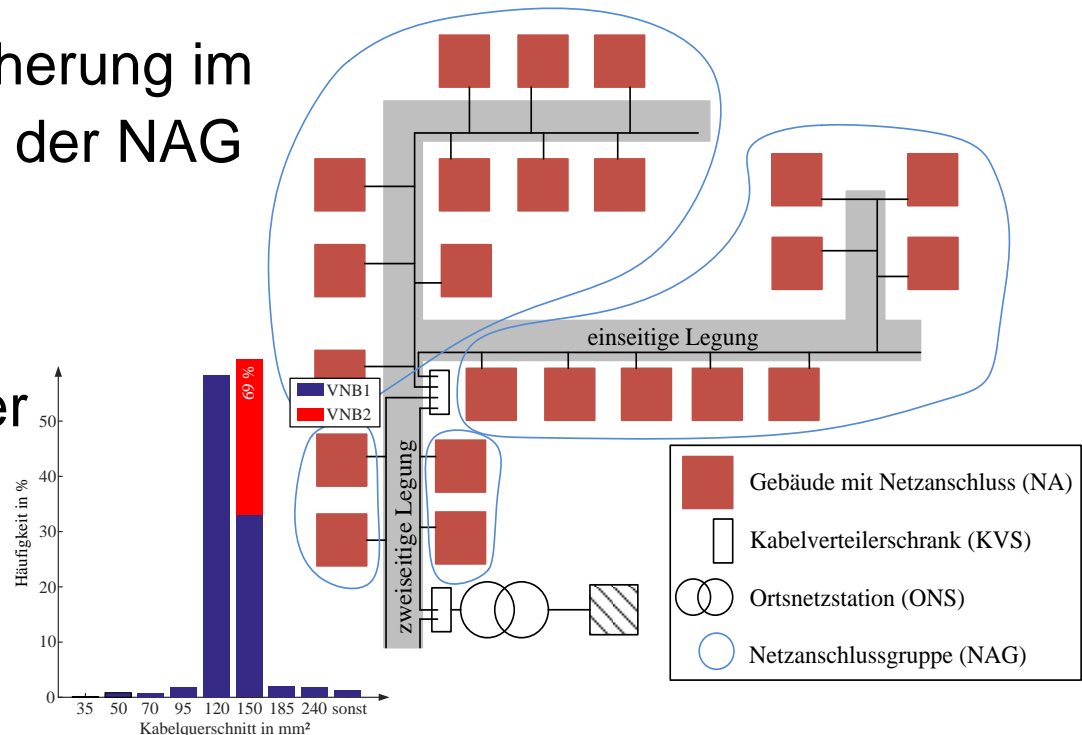 herung im
der NAG
er
einseitige Legung
zweiseitige Legung
VNB1
VNB2
69 %
Häufigkeit in %
50
40
30
20
10
0
35 50 70 95 120 150 185 240 sonst
Kabelquerschnitt in mm²
Gebäude mit Netzanschluss (NA)
Kabelverteilerschrank (KVS)
Ortsnetzstation (ONS)
Netzanschlussgruppe (NAG)